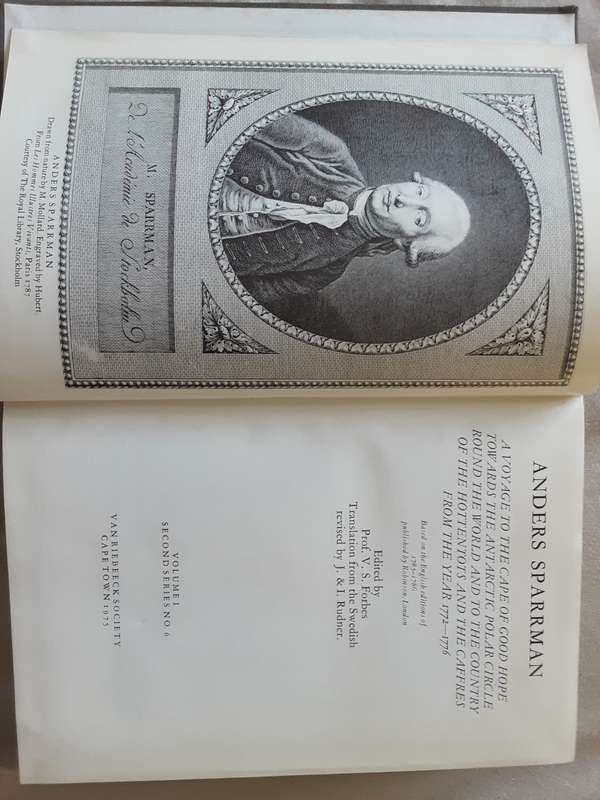 M. SPARRMAN,
De l'Academie de Stockholm
ANDERS SPARRMAN
Drawn from nature by M. Mollard. Engraved by Hubert
From Les Hommes Illustres Vivants, Paris 1787
Courtesy of The Royal Library, Stockholm
ANDERS SPARRMAN
A VOYAGE TO THE CAPE OF GOOD HOPE
TOWARDS THE ANTARCTIC POLAR CIRCLE
ROUND THE WORLD AND TO THE COUNTRY
OF THE HOTTENTOTS AND THE CAFFRES
FROM THE YEAR 1772–1776
Based on the English editions of
1785–1786
published by Robinson, London
Edited by
Prof. V. S. Forbes
Translation from the Swedish
revised by J. & I. Rudner.
VOLUME I
SECOND SERIES NO. 6
VAN RIEBEECK SOCIETY
CAPE TOWN 1975